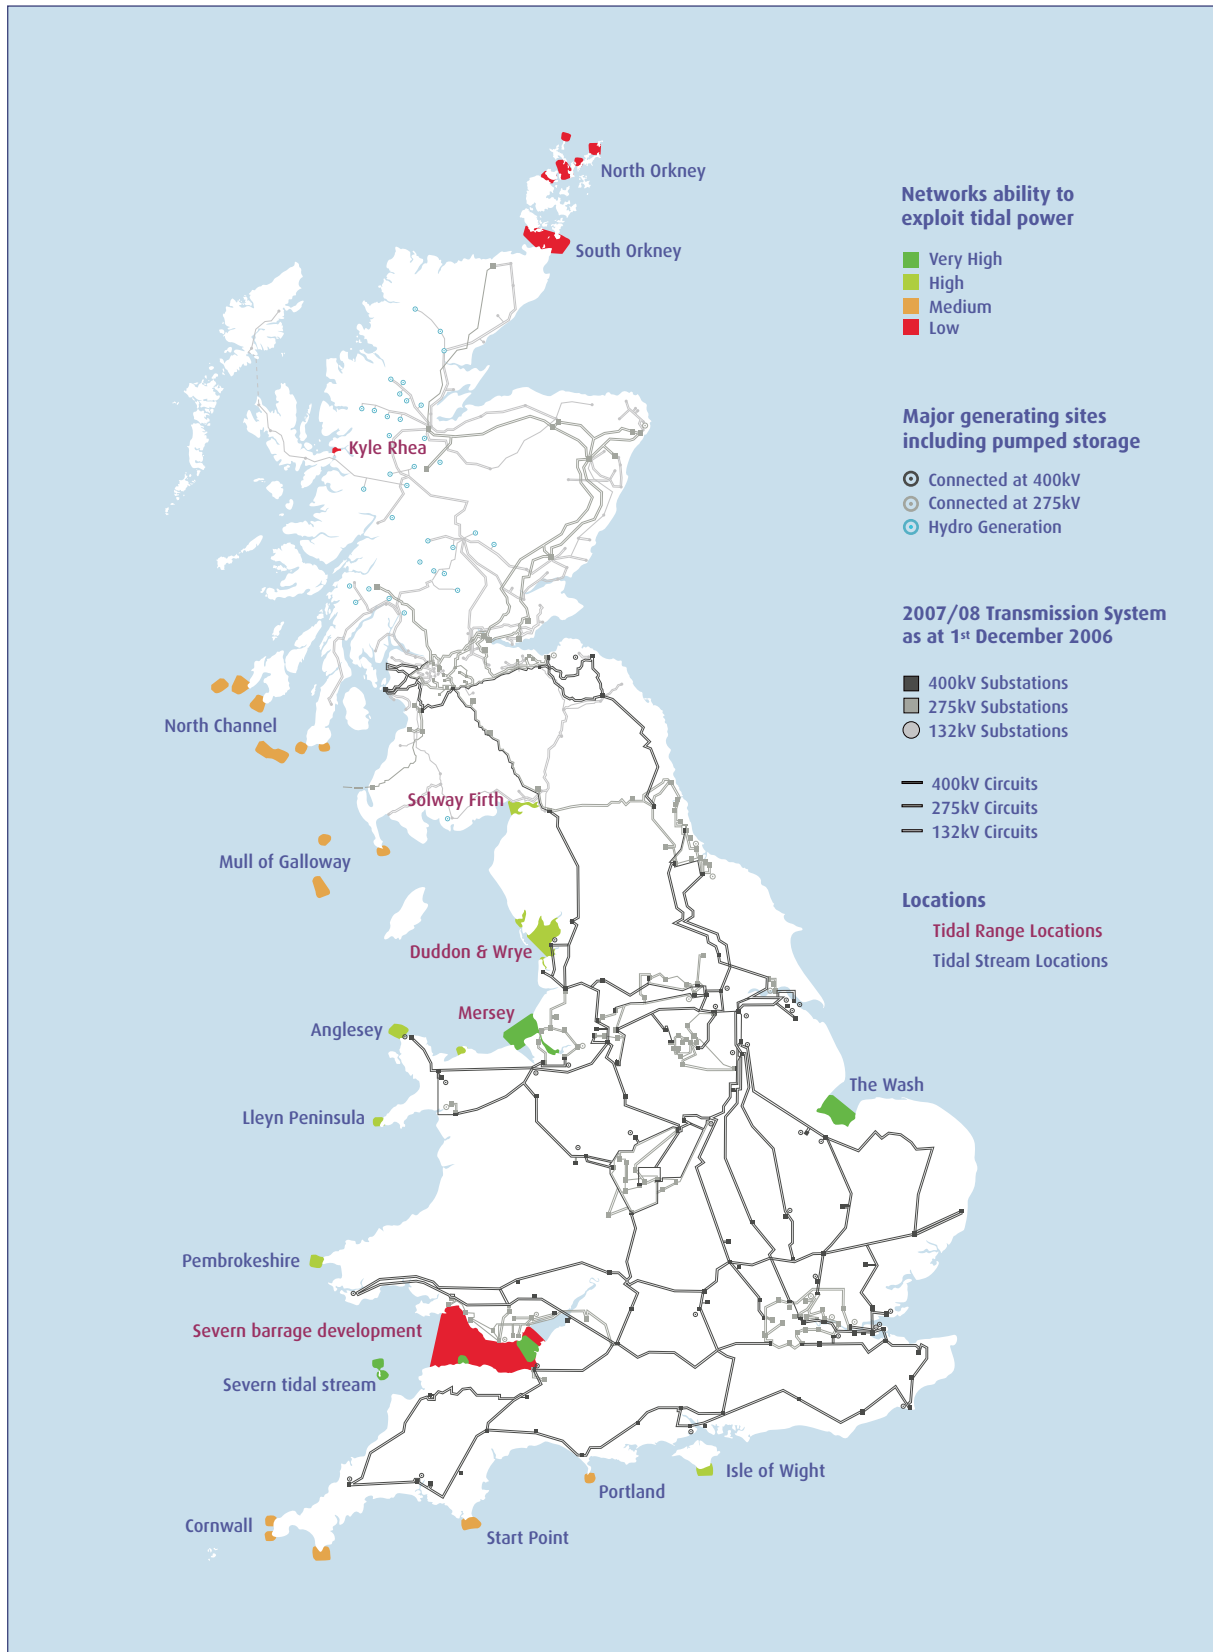 North Orkney
South Orkney
Kyle Rhea
North Channel
Solway Firth
Mull of Galloway
Duddon & Wrye
Mersey
Anglesey
The Wash
Lleyn Peninsula
Pembrokeshire
Severn barrage development
Severn tidal stream
Isle of Wight
Portland
Cornwall
Start Point
Networks ability to
exploit tidal power
Very High
High
Medium
Low
Major generating sites
including pumped storage
Connected at 400kV
Connected at 275kV
Hydro Generation
2007/08 Transmission System
as at 1st December 2006
400kV Substations
275kV Substations
132kV Substations
400kV Circuits
275kV Circuits
132kV Circuits
Locations
Tidal Range Locations
Tidal Stream Locations